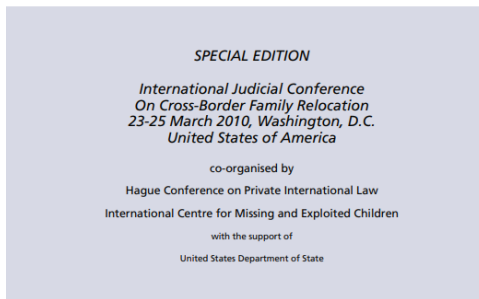 SPECIAL EDITION
International Judicial Conference
On Cross-Border Family Relocation
23-25 March 2010, Washington, D.C.
United States of America
co-organised by
Hague Conference on Private International Law
International Centre for Missing and Exploited Children
with the support of
United States Department of State